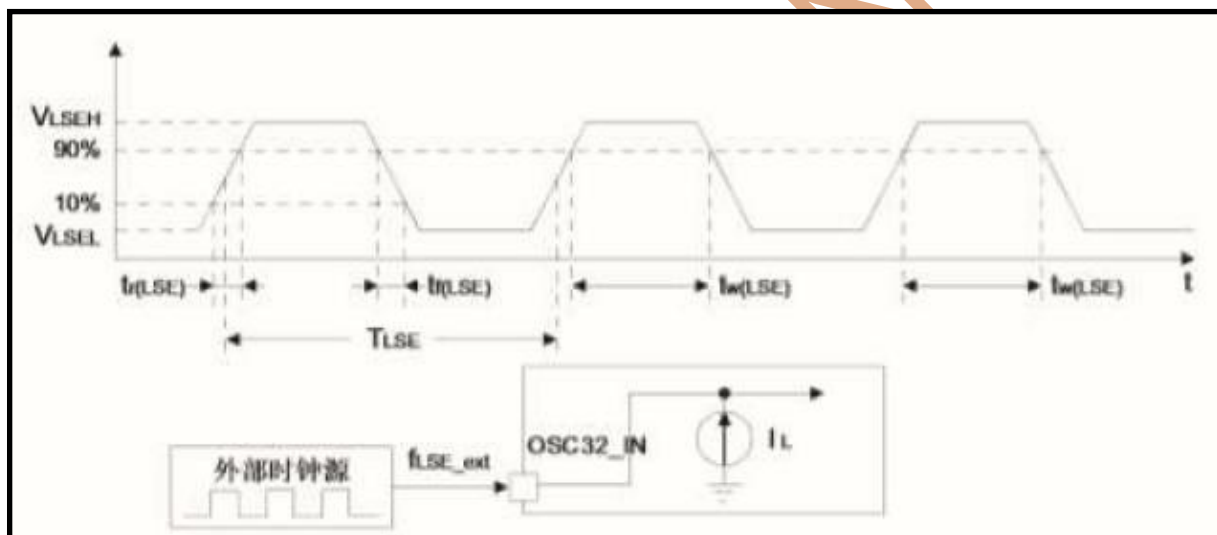 VLSEH
90%
10%
VLSEL
tr(LSE) tf(LSE) tw(LSE) tw(LSE) t
TLSE
外部时钟源
fLSE_ext
OSC32_IN
IL